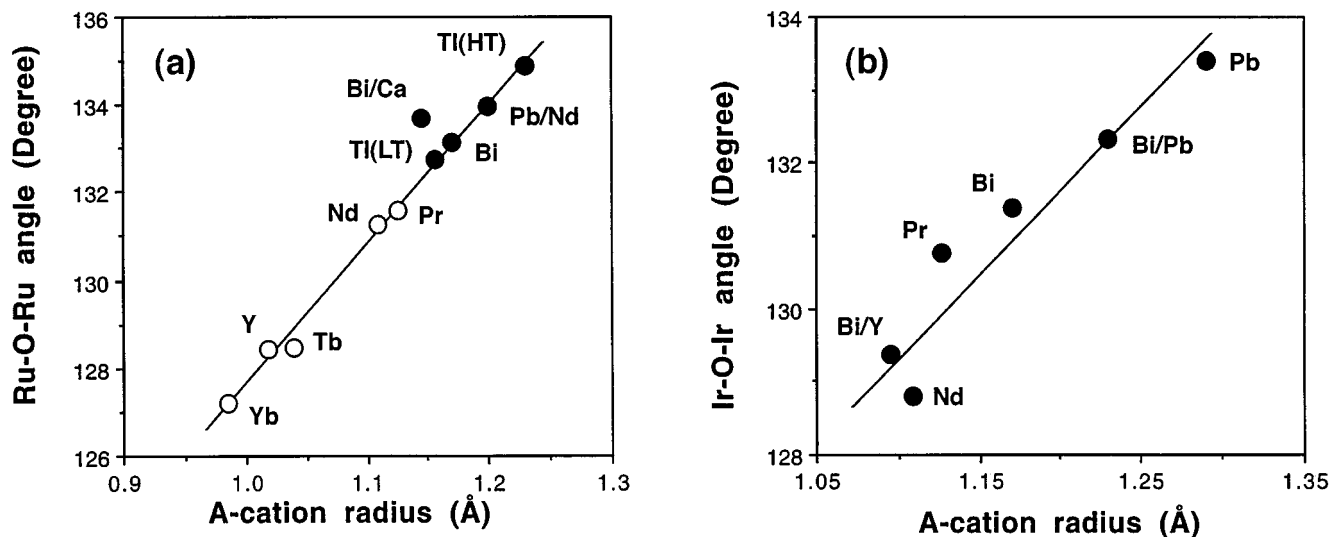 (a)
Ru-O-Ru angle (Degree)
136
134
132
130
128
126
Tl(HT)
Bi/Ca
Pb/Nd
Tl(LT)
Bi
Nd
Pr
Y
Tb
Yb
0.9
1.0
1.1
1.2
1.3
A-cation radius (Å)
(b)
Ir-O-Ir angle (Degree)
134
132
130
128
Pb
Bi/Pb
Bi
Pr
Bi/Y
Nd
1.05
1.15
1.25
1.35
A-cation radius (Å)